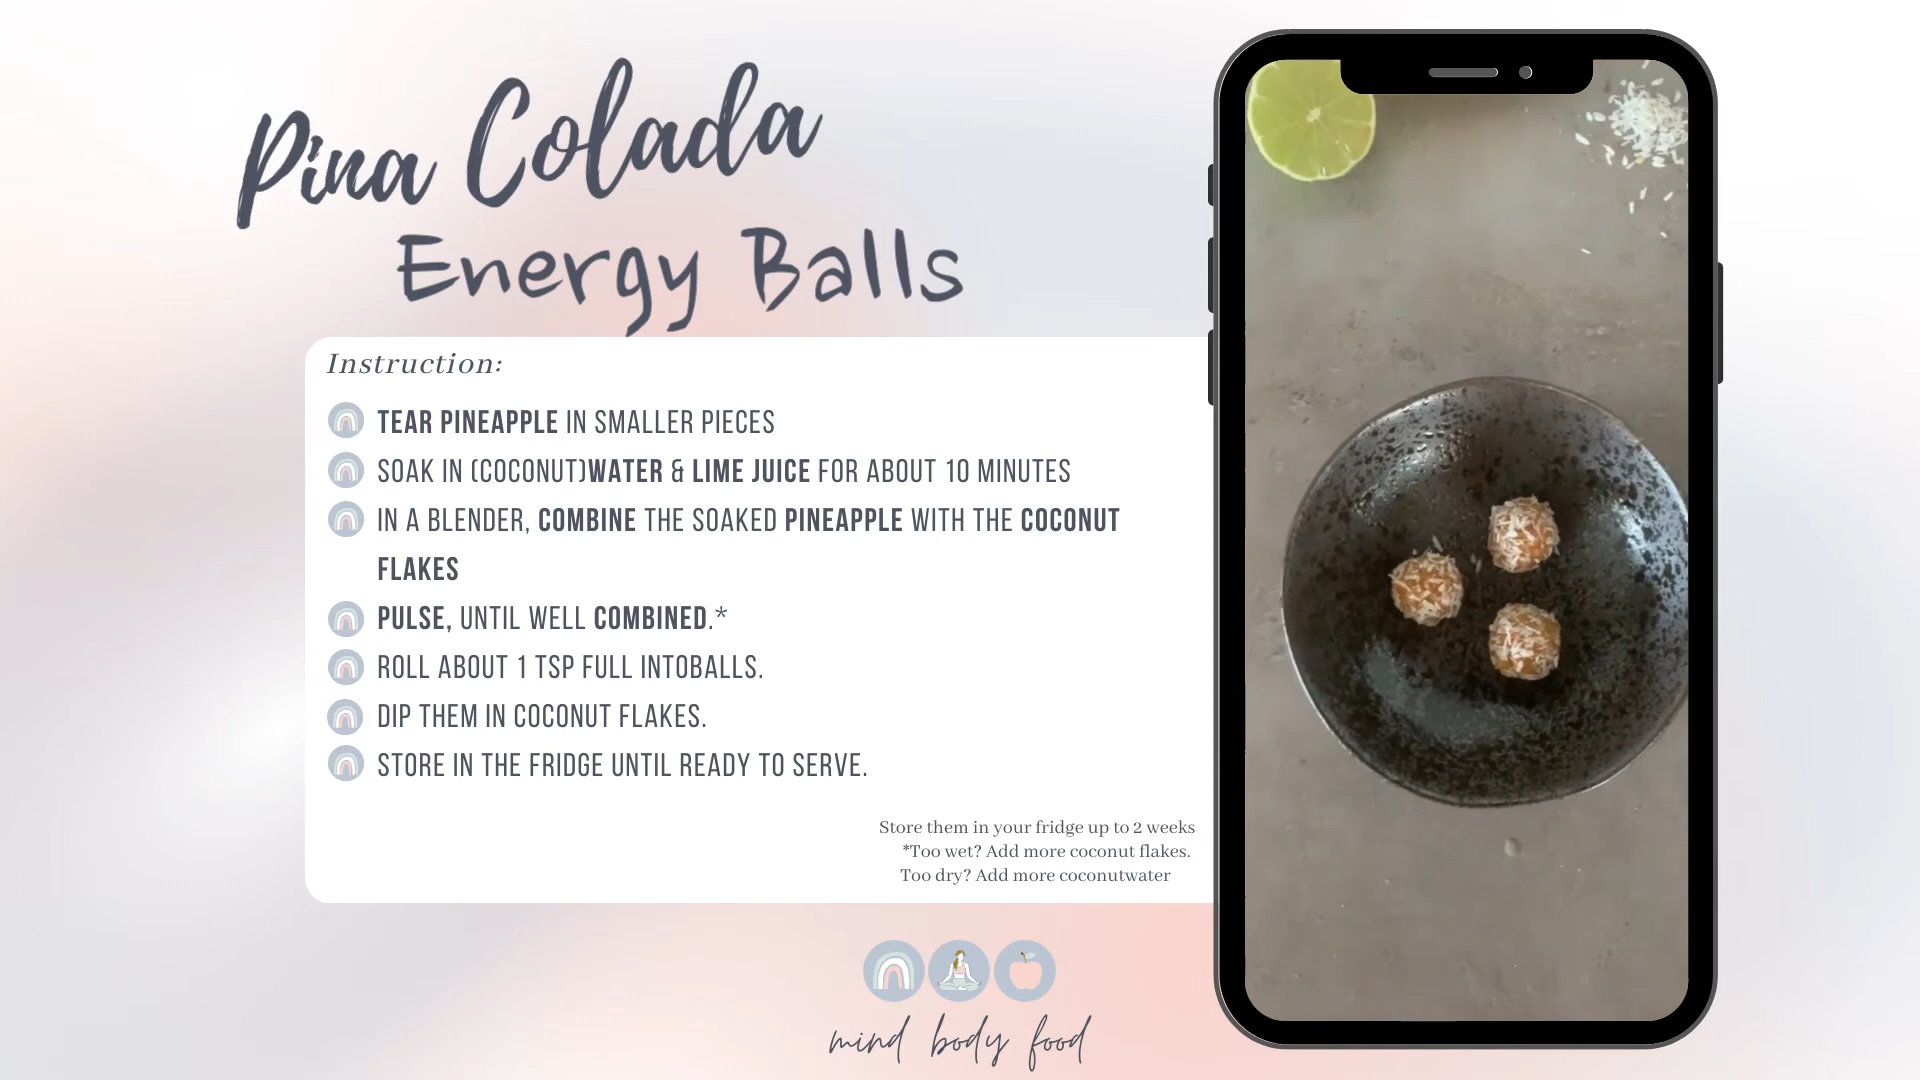 Pina Colada
Energy Balls
Instruction:
TEAR PINEAPPLE IN SMALLER PIECES
SOAK IN (COCONUT)WATER & LIME JUICE FOR ABOUT 10 MINUTES
IN A BLENDER, COMBINE THE SOAKED PINEAPPLE WITH THE COCONUT
FLAKES
PULSE, UNTIL WELL COMBINED.*
ROLL ABOUT 1 TSP FULL INTOBALLS.
DIP THEM IN COCONUT FLAKES.
STORE IN THE FRIDGE UNTIL READY TO SERVE.
Store them in your fridge up to 2 weeks
*Too wet? Add more coconut flakes.
Too dry? Add more coconutwater
mind body food